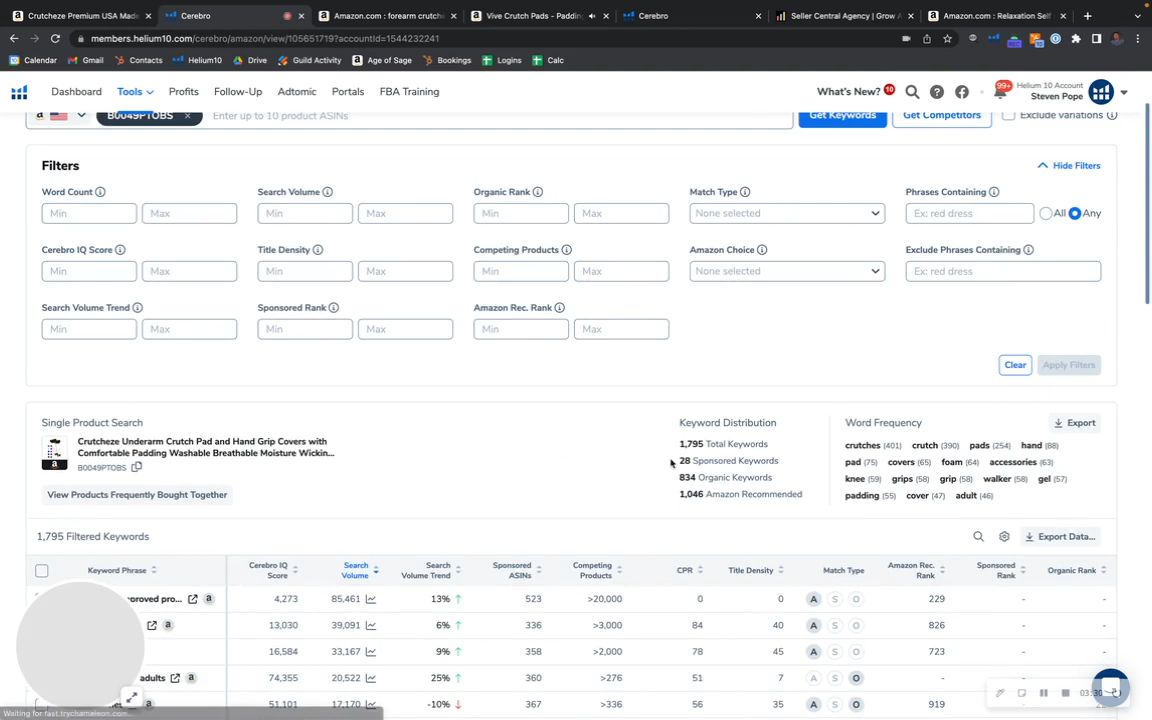 Crutcheze Premium USA Made
Cerebro
Amazon.com : forearm crutche
Vive Crutch Pads - Paddin
Cerebro
Seller Central Agency | Grow A
Amazon.com : Relaxation Self
members.helium10.com/cerebro/amazon/view/105651719?accountId=1544232241
Calendar
Gmail
Contacts
Helium10
Drive
Guild Activity
Age of Sage
Bookings
Logins
Calc
Dashboard
Tools
Profits
Follow-Up
Adtomic
Portals
FBA Training
What's New? 10
99+
Helium 10 Account
Steven Pope
B0049PTOBS
Enter up to 10 product ASINs
Get Keywords
Get Competitors
Exclude Variations
Filters
Hide Filters
Word Count
Search Volume
Organic Rank
Match Type
Phrases Containing
Min Max Min Max Min Max None selected Ex: red dress All Any
Cerebro IQ Score
Title Density
Competing Products
Amazon Choice
Exclude Phrases Containing
Min Max Min Max Min Max None selected Ex: red dress
Search Volume Trend
Sponsored Rank
Amazon Rec. Rank
Min Max Min Max Min Max
Clear
Apply Filters
Single Product Search
Crutcheze Underarm Crutch Pad and Hand Grip Covers with
Comfortable Padding Washable Breathable Moisture Wickin...
B0049PTOBS
View Products Frequently Bought Together
Keyword Distribution
1,795 Total Keywords
28 Sponsored Keywords
834 Organic Keywords
1,046 Amazon Recommended
Word Frequency
Export
crutches (401) crutch (390) pads (254) hand (88)
pad (75) covers (65) foam (64) accessories (63)
knee (59) grips (58) grip (58) walker (58) gel (57)
padding (55) cover (47) adult (46)
1,795 Filtered Keywords
Export Data...
Keyword Phrase
Cerebro IQ Score
Search Volume
Search Volume Trend
Sponsored ASINs
Competing Products
CPR
Title Density
Match Type
Amazon Rec. Rank
Sponsored Rank
Organic Rank
pproved pro... 4,273 85,461 13% 523 >20,000 0 0 A S O 229 - -
13,030 39,091 6% 336 >3,000 84 40 A S O 826 - -
16,584 33,167 9% 358 >2,000 78 45 A S O 723 - -
adults 74,355 20,522 25% 360 >276 51 7 A S O - -
51,101 17,170 -10% 367 >336 56 35 A S O 919 -
03:30
Waiting for fast.trychameleon.com...